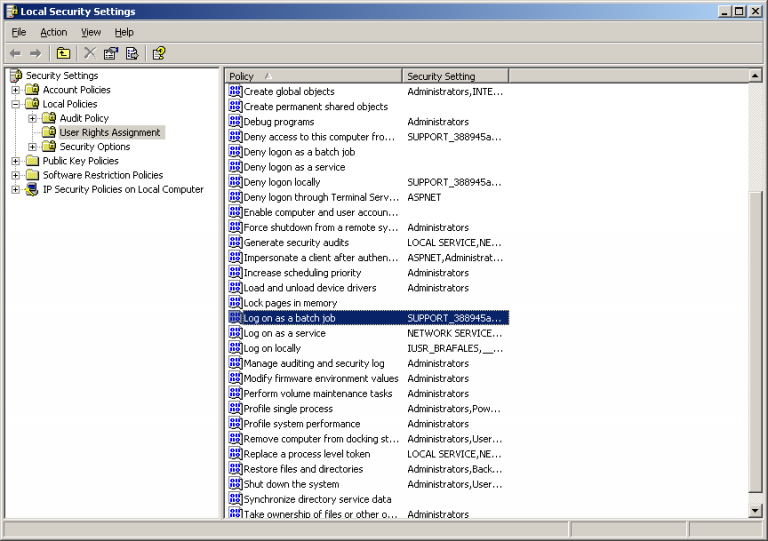 Local Security Settings
File Action View Help
Security Settings
Account Policies
Local Policies
Audit Policy
User Rights Assignment
Security Options
Public Key Policies
Software Restriction Policies
IP Security Policies on Local Computer
Policy Security Setting
Create global objects Administrators,INTE...
Create permanent shared objects
Debug programs Administrators
Deny access to this computer fro... SUPPORT_388945a...
Deny logon as a batch job
Deny logon as a service
Deny logon locally SUPPORT_388945a...
Deny logon through Terminal Serv... ASPNET
Enable computer and user accoun...
Force shutdown from a remote sy... Administrators
Generate security audits LOCAL SERVICE,NE...
Impersonate a client after authen... ASPNET,Administrat...
Increase scheduling priority Administrators
Load and unload device drivers Administrators
Lock pages in memory
Log on as a batch job SUPPORT_388945a...
Log on as a service NETWORK SERVICE...
Log on locally IUSR_BRAFALES,__...
Manage auditing and security log Administrators
Modify firmware environment values Administrators
Perform volume maintenance tasks Administrators
Profile single process Administrators,Pow...
Profile system performance Administrators
Remove computer from docking st... Administrators,User...
Replace a process level token LOCAL SERVICE,NE...
Restore files and directories Administrators,Back...
Shut down the system Administrators,User...
Synchronize directory service data
Take ownership of files or other o... Administrators